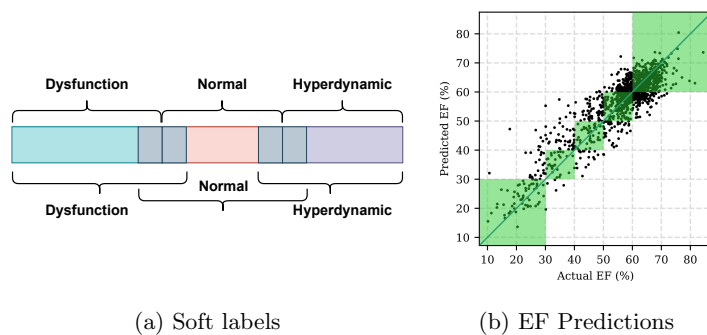 Dysfunction Normal Hyperdynamic
Dysfunction Normal Hyperdynamic
(a) Soft labels
Predicted EF (%)
80
70
60
50
40
30
20
10
10 20 30 40 50 60 70 80
Actual EF (%)
(b) EF Predictions